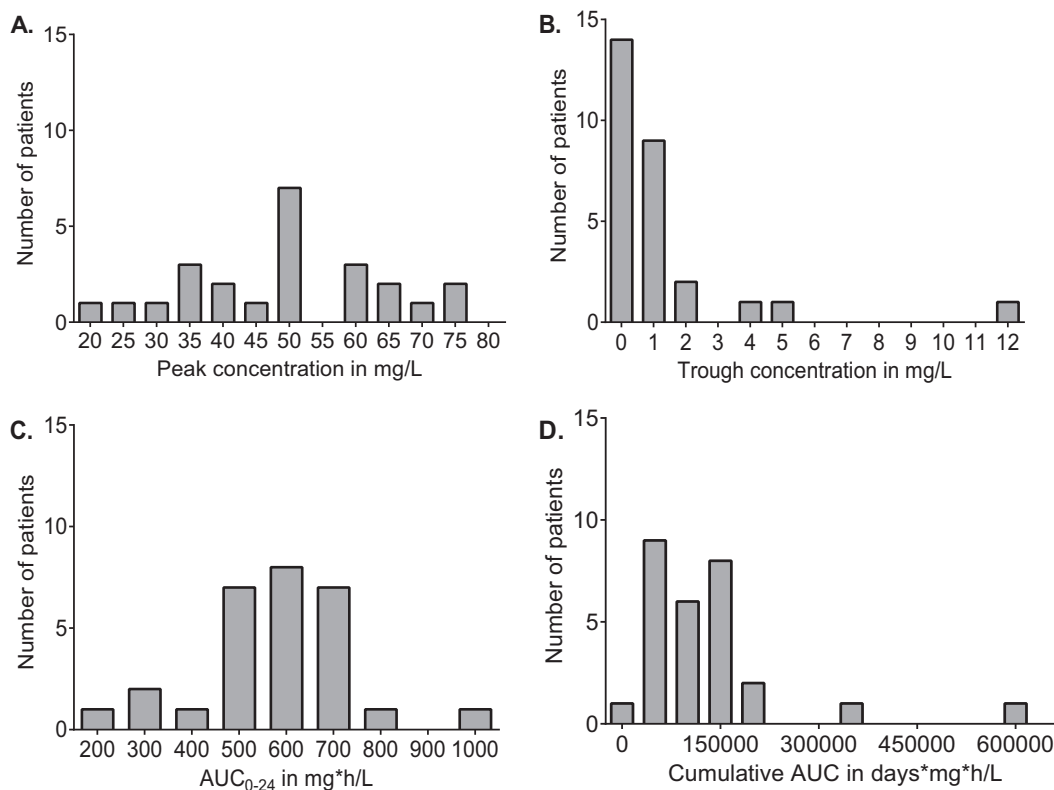 A.
15
10
5
0
Number of patients
20 25 30 35 40 45 50 55 60 65 70 75 80
Peak concentration in mg/L
B.
15
10
5
0
Number of patients
0 1 2 3 4 5 6 7 8 9 10 11 12
Trough concentration in mg/L
C.
15
10
5
0
Number of patients
200 300 400 500 600 700 800 900 1000
AUC0-24 in mg*h/L
D.
15
10
5
0
Number of patients
0 150000 300000 450000 600000
Cumulative AUC in days*mg*h/L